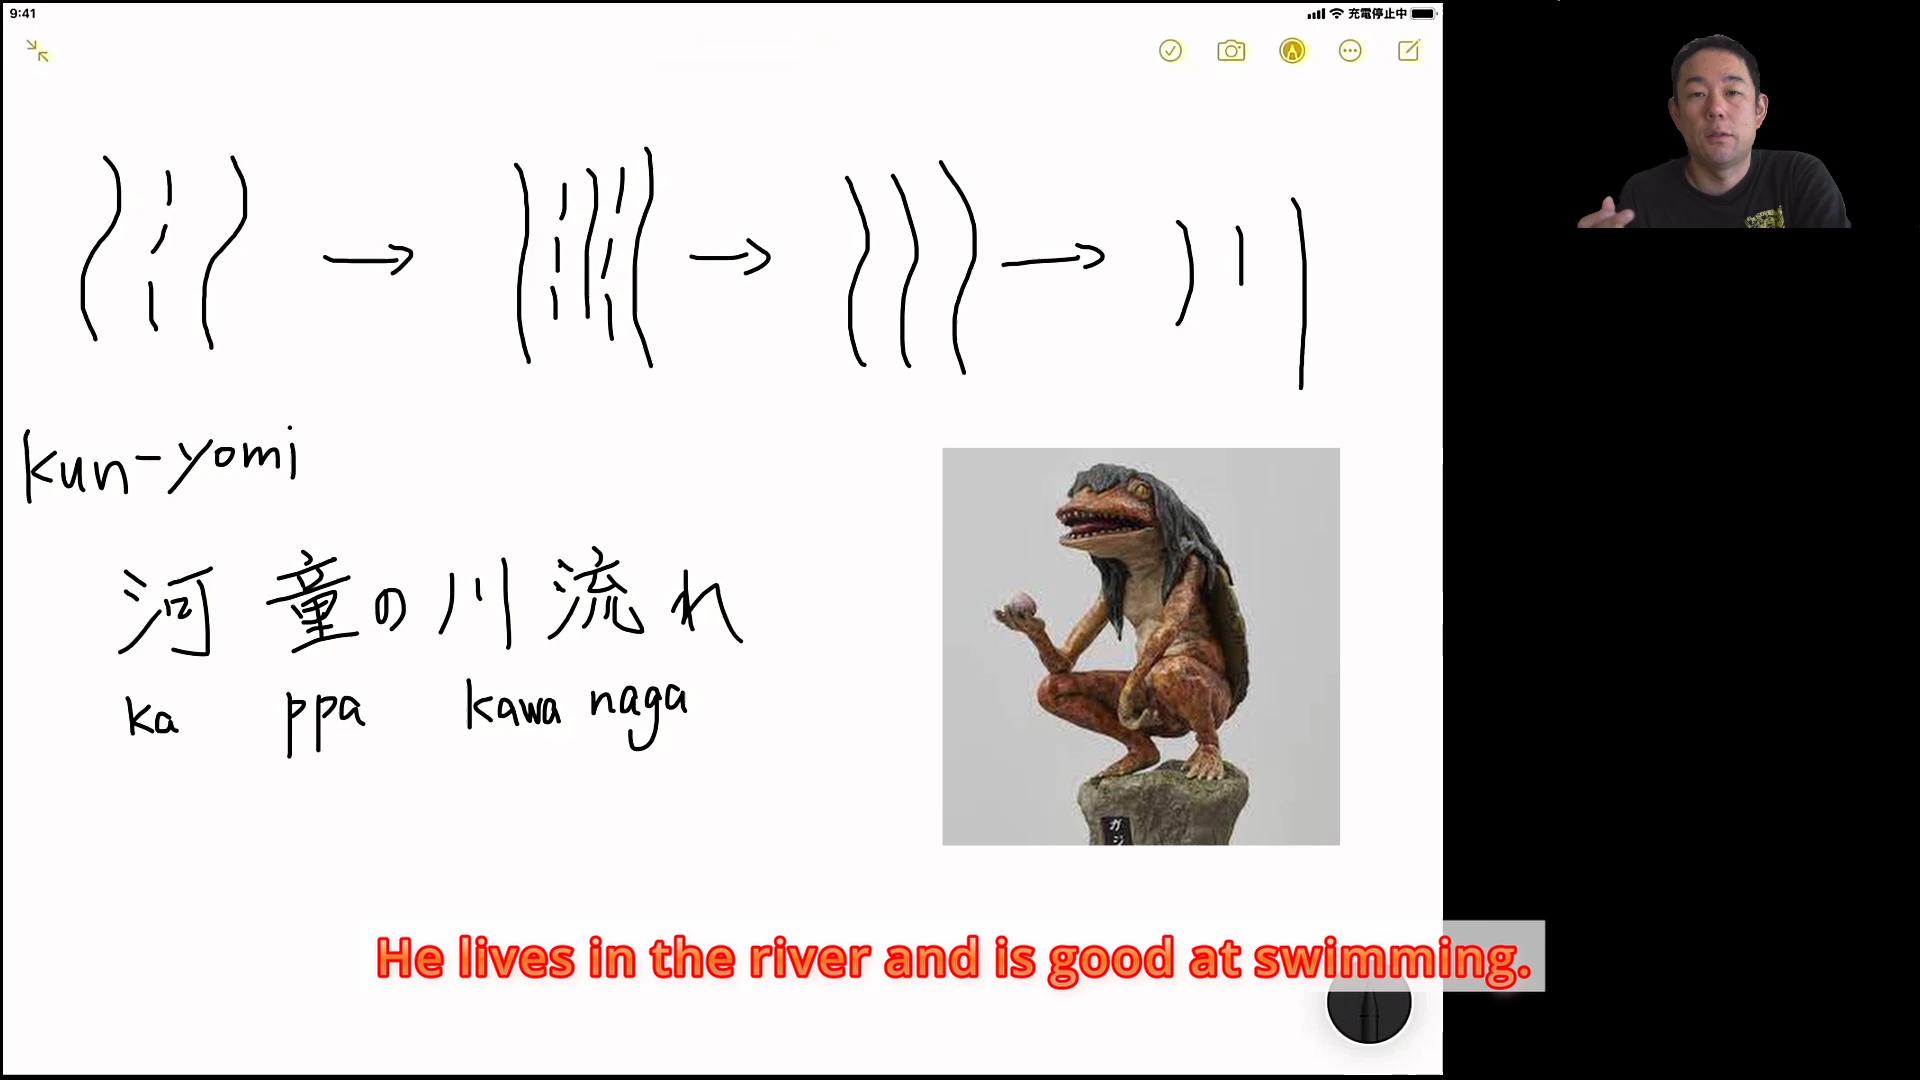 9:41 充電停止中
kun-yomi
河童の川流れ
ka ppa kawa naga
ガジ
He lives in the river and is good at swimming.